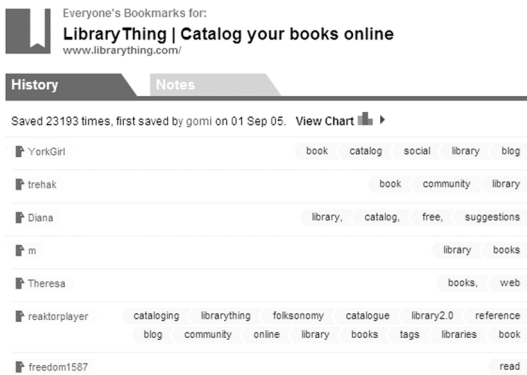 Everyone's Bookmarks for:
LibraryThing | Catalog your books online
www.librarything.com/
History Notes
Saved 23193 times, first saved by gomi on 01 Sep 05. View Chart
YorkGirl book catalog social library blog
trehak book community library
Diana library, catalog, free, suggestions
m library books
Theresa books, web
reaktorplayer cataloging librarything folksonomy catalogue library2.0 reference
blog community online library books tags libraries book
freedom1587 read